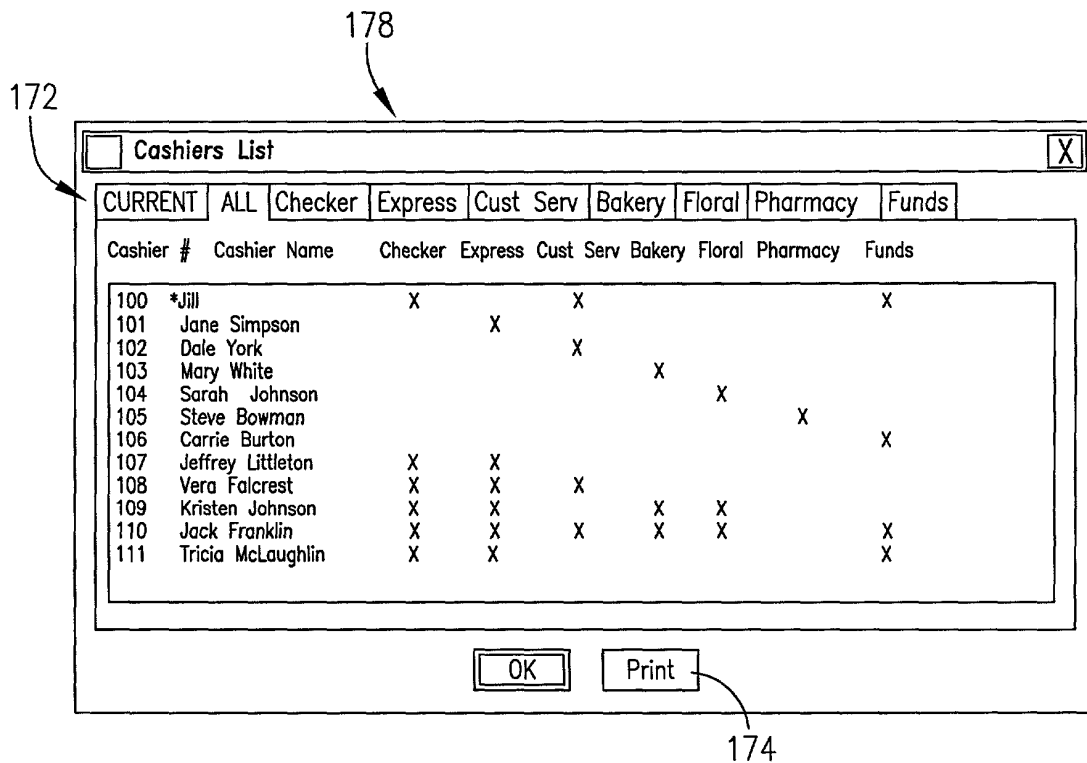 178
172
Cashiers List X
CURRENT ALL Checker Express Cust Serv Bakery Floral Pharmacy Funds
Cashier # Cashier Name Checker Express Cust Serv Bakery Floral Pharmacy Funds
100 *Jill X X X
101 Jane Simpson X
102 Dale York X
103 Mary White X
104 Sarah Johnson X
105 Steve Bowman X
106 Carrie Burton X
107 Jeffrey Littleton X X
108 Vera Falcrest X X X
109 Kristen Johnson X X X X
110 Jack Franklin X X X X X X
111 Tricia McLaughlin X X X
OK Print
174